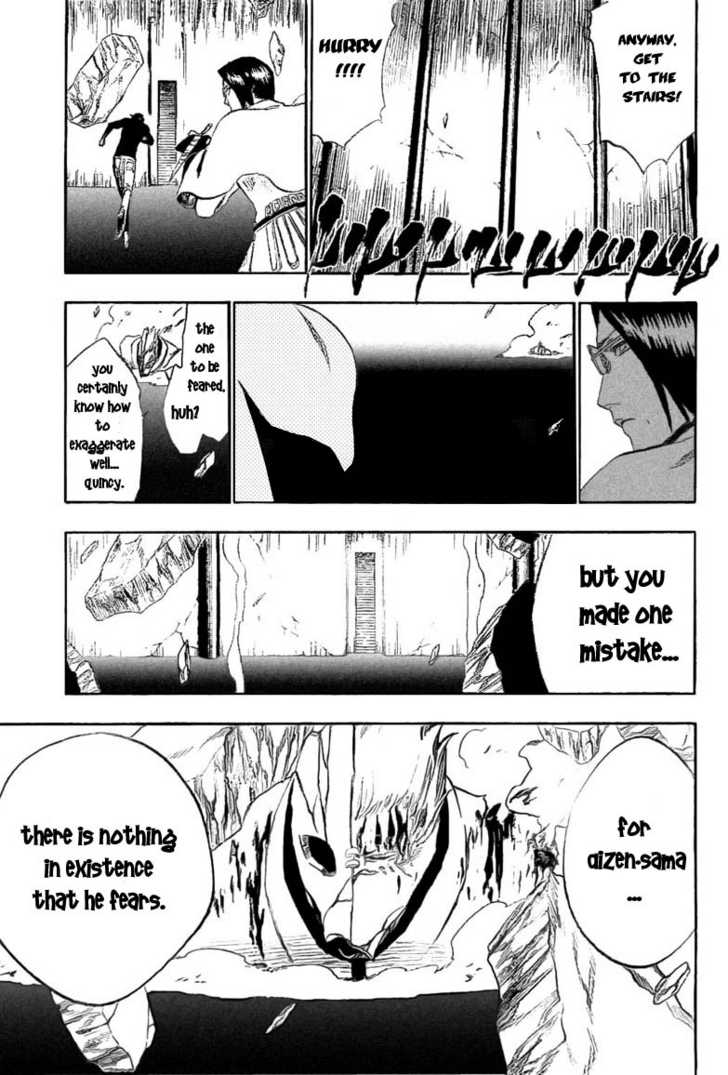 ANYWAY,
GET
TO THE
STAIRS!
HURRY
!!!!
the
one
to be
feared,
huh?
you
certainly
know how
to
exaggerate
well...
quincy.
but you
made one
mistake...
for
aizen-sama
...
there is nothing
in existence
that he fears.